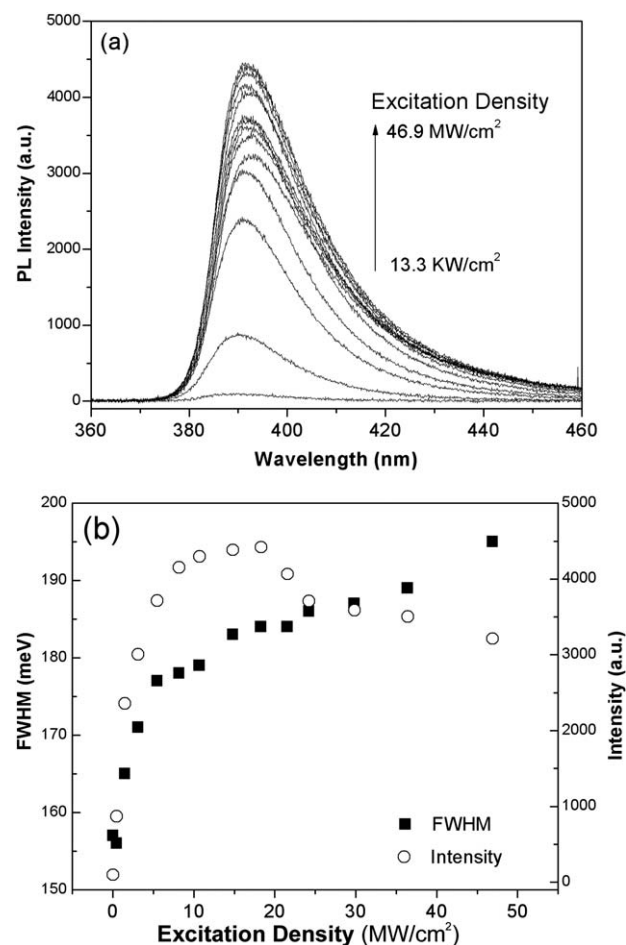 (a)
5000
4000
3000
2000
1000
0
PL Intensity (a.u.)
Excitation Density
46.9 MW/cm²
13.3 KW/cm²
360 380 400 420 440 460
Wavelength (nm)
(b)
200
190
180
170
160
150
FWHM (meV)
5000
4000
3000
2000
1000
0
Intensity (a.u.)
FWHM
Intensity
0 10 20 30 40 50
Excitation Density (MW/cm²)